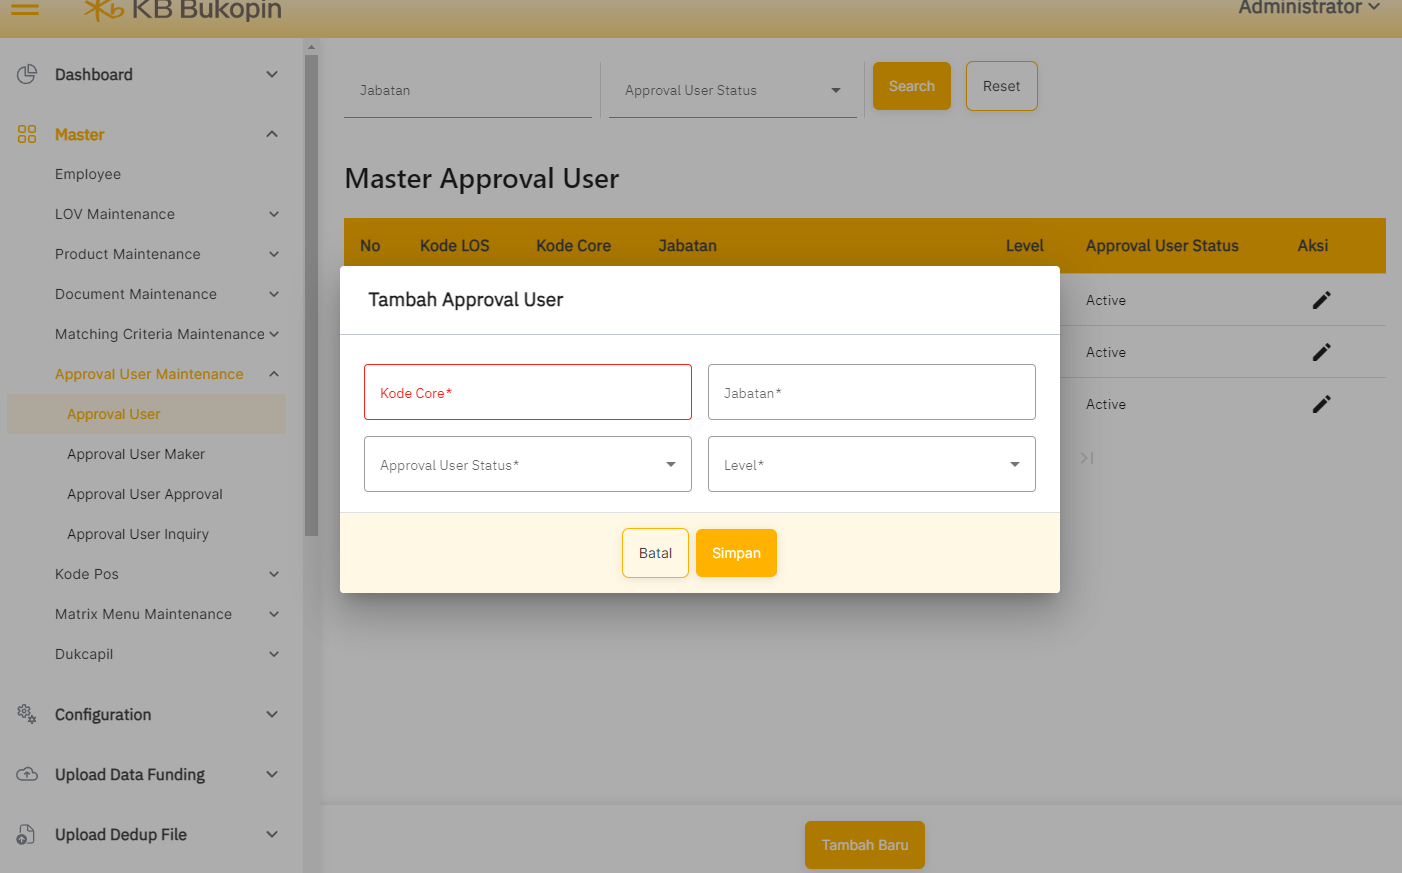 KB Bukopin
Administrator
Dashboard
Master
Employee
LOV Maintenance
Product Maintenance
Document Maintenance
Matching Criteria Maintenance
Approval User Maintenance
Approval User
Approval User Maker
Approval User Approval
Approval User Inquiry
Kode Pos
Matrix Menu Maintenance
Dukcapil
Configuration
Upload Data Funding
Upload Dedup File
Jabatan
Approval User Status
Search
Reset
Master Approval User
No Kode LOS Kode Core Jabatan Level Approval User Status Aksi
Active
Active
Active
Tambah Approval User
Kode Core*
Jabatan*
Approval User Status*
Level*
Batal
Simpan
Tambah Baru